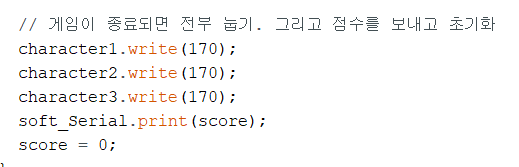 // 게임이 종료되면 전부 눕기. 그리고 점수를 보내고 초기화
character1.write(170);
character2.write(170);
character3.write(170);
soft_Serial.print(score);
score = 0;